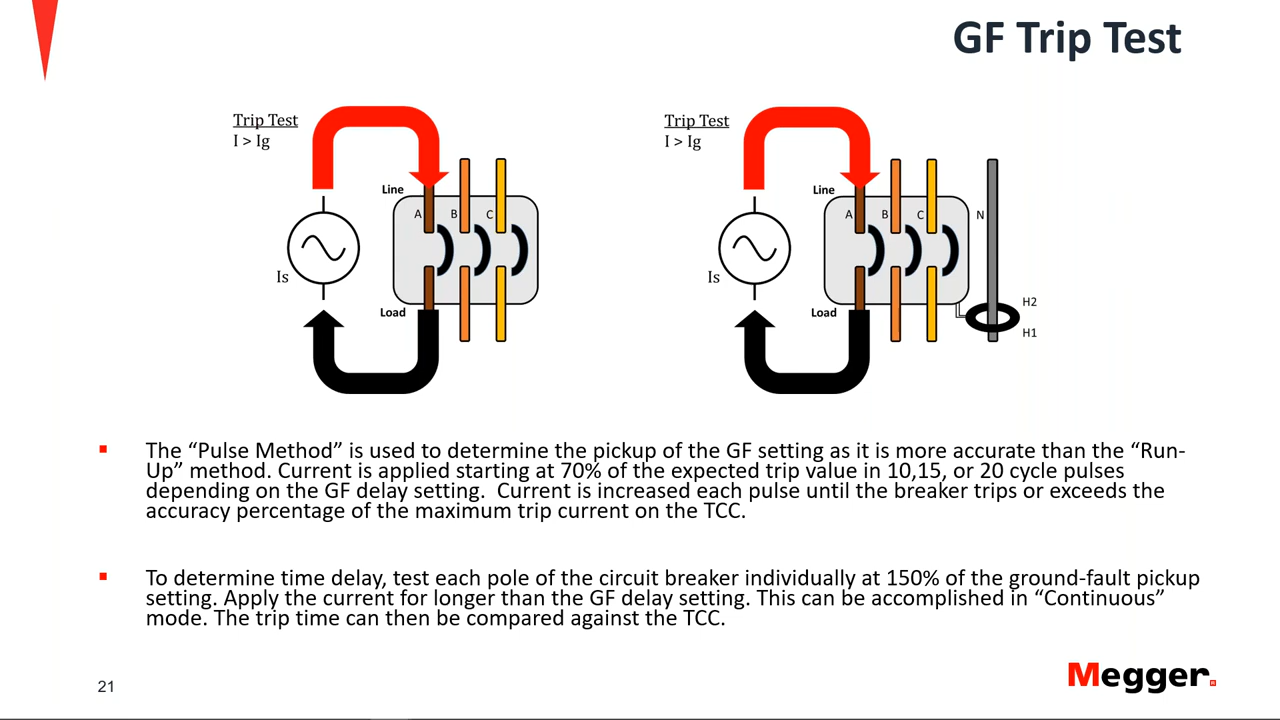 GF Trip Test
Trip Test
I > Ig
Line
A
B
C
Is
Load
Trip Test
I > Ig
Line
A
B
C
N
Is
Load
H2
H1
The “Pulse Method” is used to determine the pickup of the GF setting as it is more accurate than the “Run-
Up” method. Current is applied starting at 70% of the expected trip value in 10,15, or 20 cycle pulses
depending on the GF delay setting.  Current is increased each pulse until the breaker trips or exceeds the
accuracy percentage of the maximum trip current on the TCC.
To determine time delay, test each pole of the circuit breaker individually at 150% of the ground-fault pickup
setting. Apply the current for longer than the GF delay setting. This can be accomplished in “Continuous”
mode. The trip time can then be compared against the TCC.
21
Megger